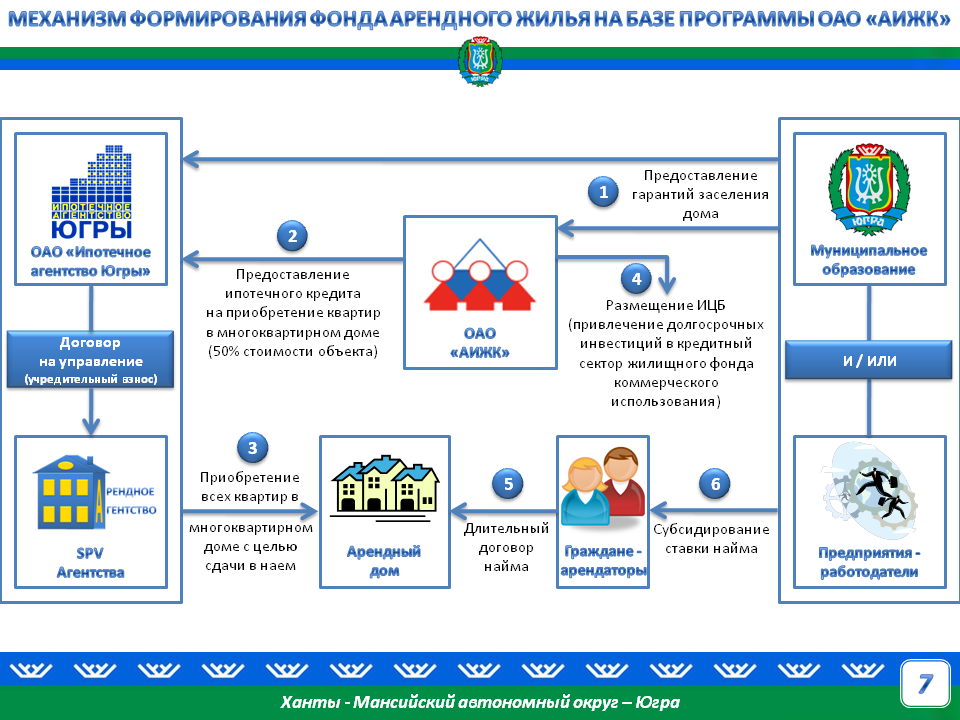 МЕХАНИЗМ ФОРМИРОВАНИЯ ФОНДА АРЕНДНОГО ЖИЛЬЯ НА БАЗЕ ПРОГРАММЫ ОАО «АИЖК»
ЮГРА
ИПОТЕЧНОЕ
АГЕНТСТВО
ЮГРЫ
ОАО «Ипотечное
агентство Югры»
1
Предоставление
гарантий заселения
дома
ЮГРА
Муниципальное
образование
2
Предоставление
ипотечного кредита
на приобретение квартир
в многоквартирном доме
(50% стоимости объекта)
ОАО
«АИЖК»
4
Размещение ИЦБ
(привлечение долгосрочных
инвестиций в кредитный
сектор жилищного фонда
коммерческого
использования)
Договор
на управление
(учредительный взнос)
И / ИЛИ
РЕНДНОЕ
ГЕНТСТВО
SPV
Агентства
3
Приобретение
всех квартир в
многоквартирном
доме с целью
сдачи в наем
Арендный
дом
5
Длительный
договор
найма
Граждане -
арендаторы
6
Субсидирование
ставки найма
Предприятия -
работодатели
7
Ханты - Мансийский автономный округ – Югра